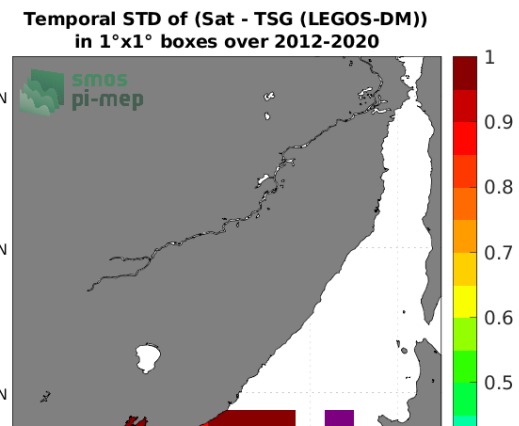 Temporal STD of (Sat - TSG (LEGOS-DM))
in 1°x1° boxes over 2012-2020
smos
pi-mep
N
N
N
1
0.9
0.8
0.7
0.6
0.5